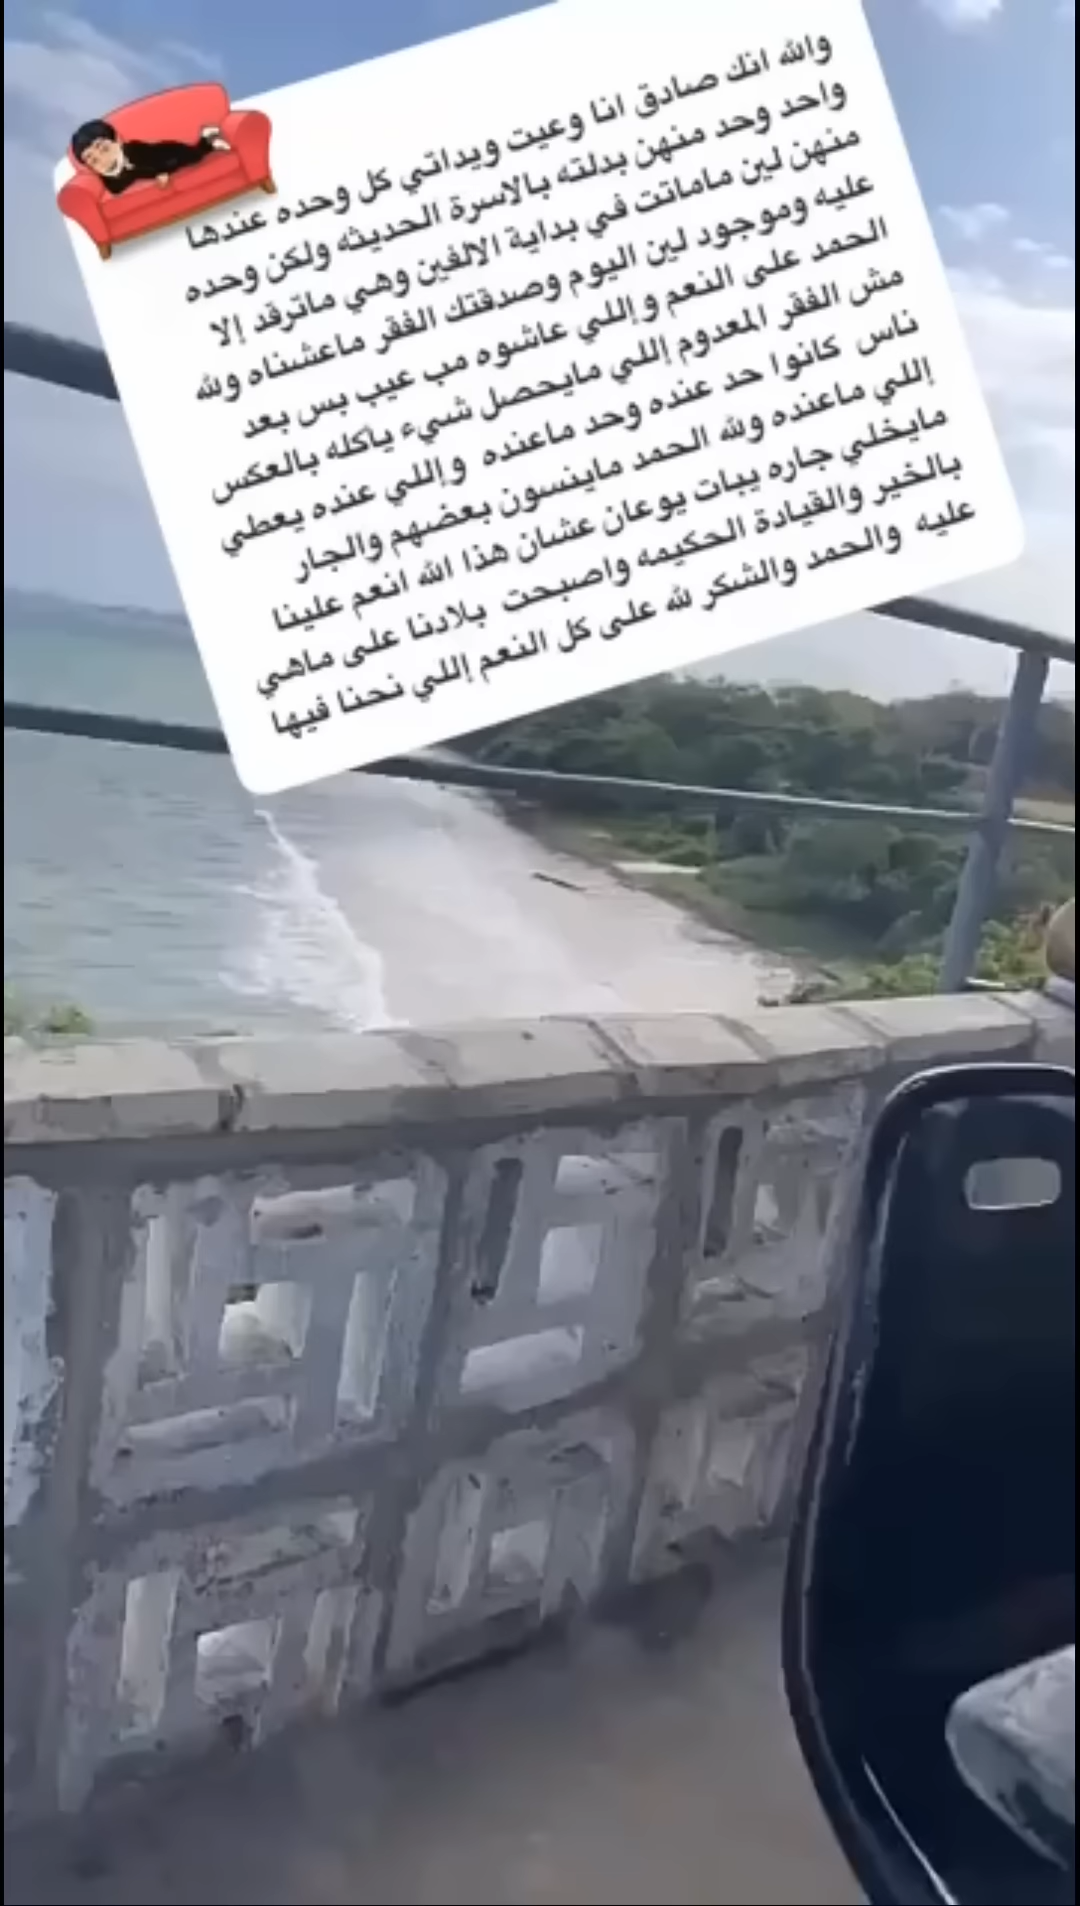 والله انك صادق انا وعيت ويداتي كل وحده عندها
واحد وحد منهن بدلته بالاسرة الحديثه ولكن وحده
منهن لين ماماتت في بداية الالفين وهي ماترقد إلا
عليه وموجود لين اليوم وصدقتك الفقر ماعشناه ولله
الحمد على النعم وإللي عاشوه مب عيب بس بعد
مش الفقر المعدوم إللي مايحصل شيء يأكله بالعكس
ناس كانوا حد عنده وحد ماعنده وإللي عنده يعطي
إللي ماعنده ولله الحمد ماينسون بعضهم والجار
مايخلي جاره يبات يوعان عشان هذا الله انعم علينا
بالخير والقيادة الحكيمه واصبحت بلادنا على ماهي
عليه والحمد والشكر لله على كل النعم إللي نحنا فيها